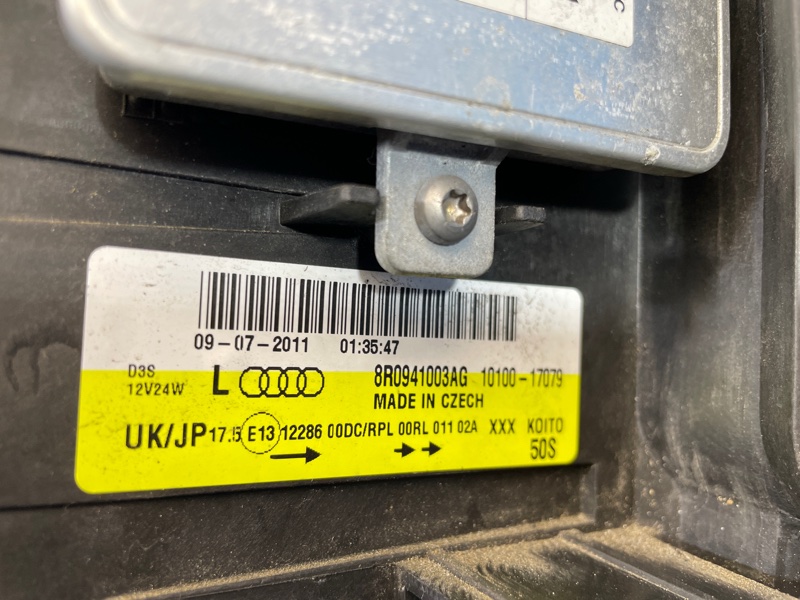 C
09-07-2011 01:35:47
D3S
12V24W
L 8R0941003AG 10100-17079
MADE IN CZECH
UK/JP 17.5 E13 12286 00DC/RPL 00RL 011 02A XXX KOITO
50S